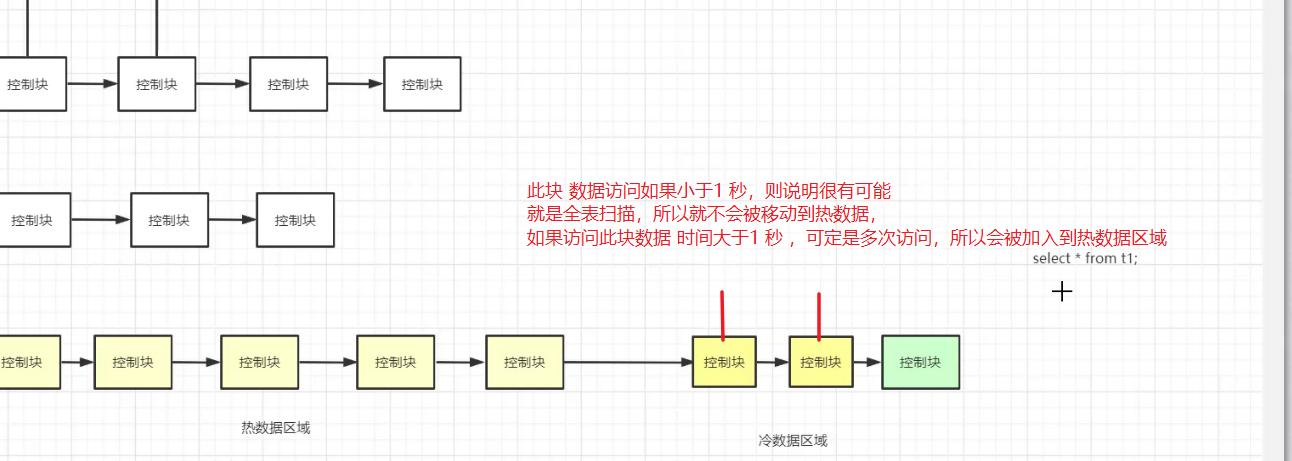 控制块 控制块 控制块 控制块
控制块 控制块 控制块
此块 数据访问如果小于1 秒，则说明很有可能
就是全表扫描，所以就不会被移动到热数据，
如果访问此块数据 时间大于1 秒 ，可定是多次访问，所以会被加入到热数据区域
select * from t1;
控制块 控制块 控制块 控制块 控制块 控制块 控制块 控制块
热数据区域
冷数据区域